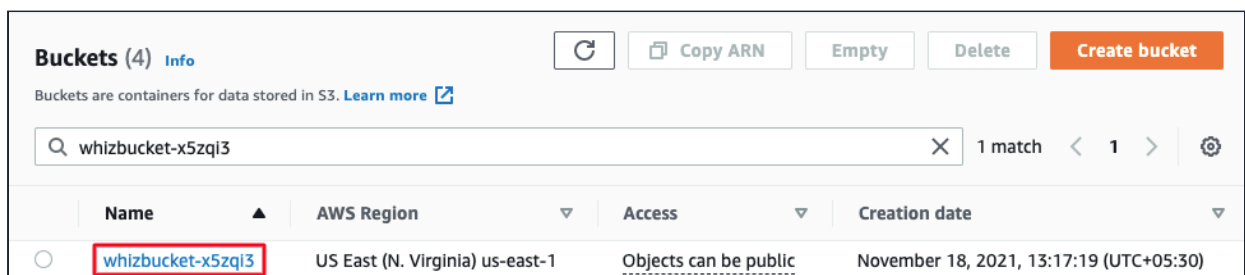 Buckets (4) Info
Copy ARN
Empty
Delete
Create bucket
Buckets are containers for data stored in S3. Learn more
whizbucket-x5zqi3
1 match
1
Name
AWS Region
Access
Creation date
whizbucket-x5zqi3
US East (N. Virginia) us-east-1
Objects can be public
November 18, 2021, 13:17:19 (UTC+05:30)